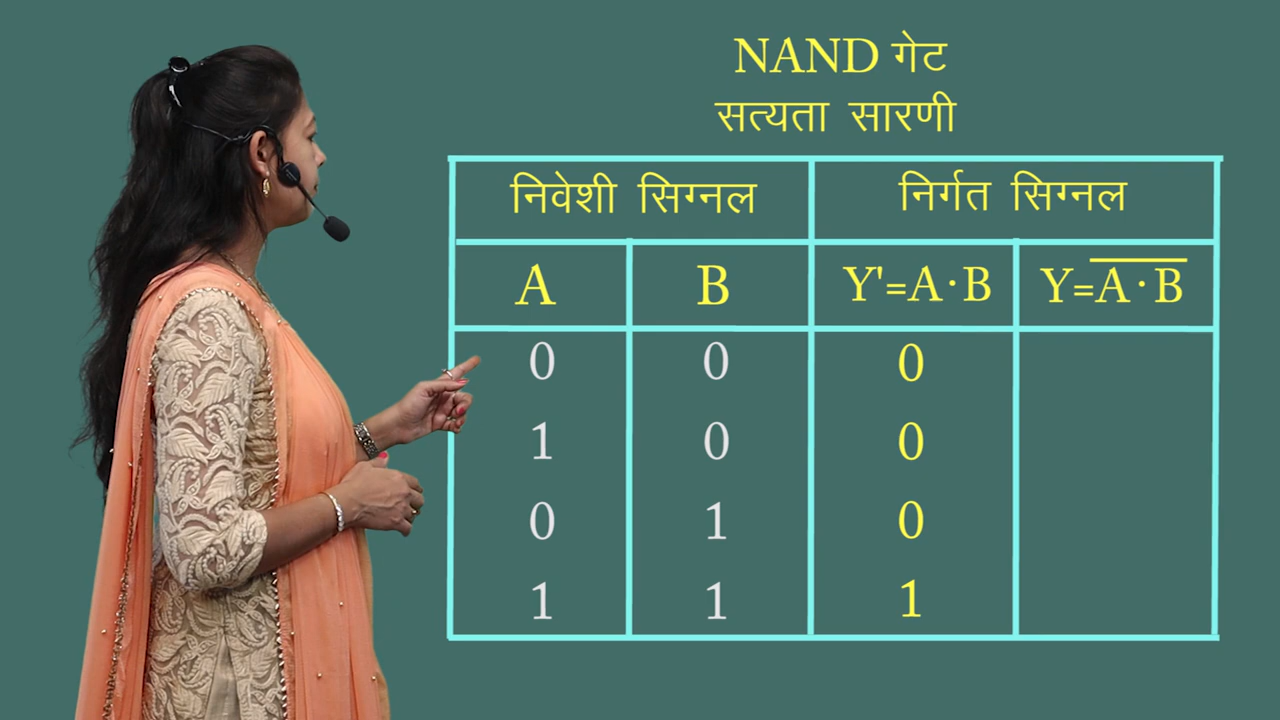 NAND गेट
सत्यता सारणी
निवेशी सिग्नल निर्गत सिग्नल
A B Y'=A·B Y=A̅·̅B̅
0 0 0
1 0 0
0 1 0
1 1 1